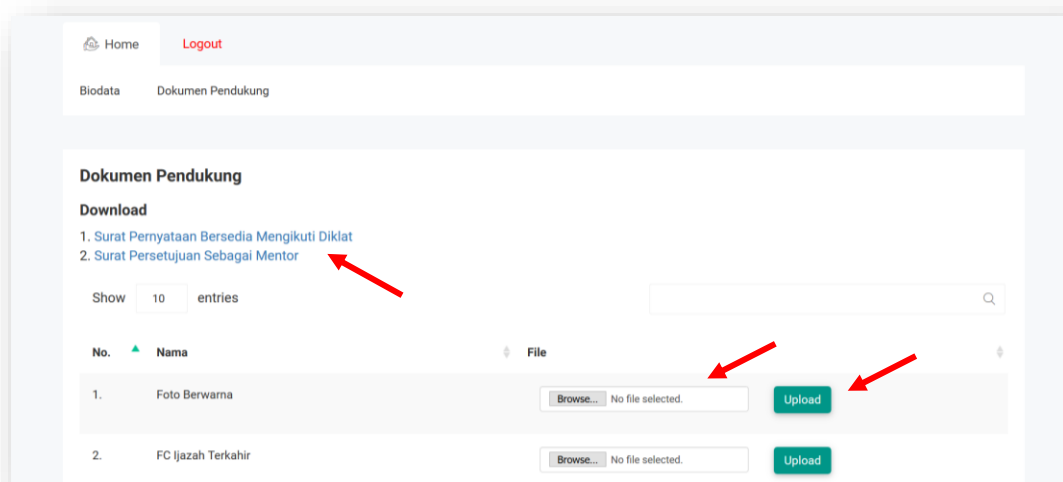 Home Logout
Biodata Dokumen Pendukung
Dokumen Pendukung
Download
1. Surat Pernyataan Bersedia Mengikuti Diklat
2. Surat Persetujuan Sebagai Mentor
Show 10 entries
No. Nama File
1. Foto Berwarna Browse... No file selected. Upload
2. FC Ijazah Terkahir Browse... No file selected. Upload